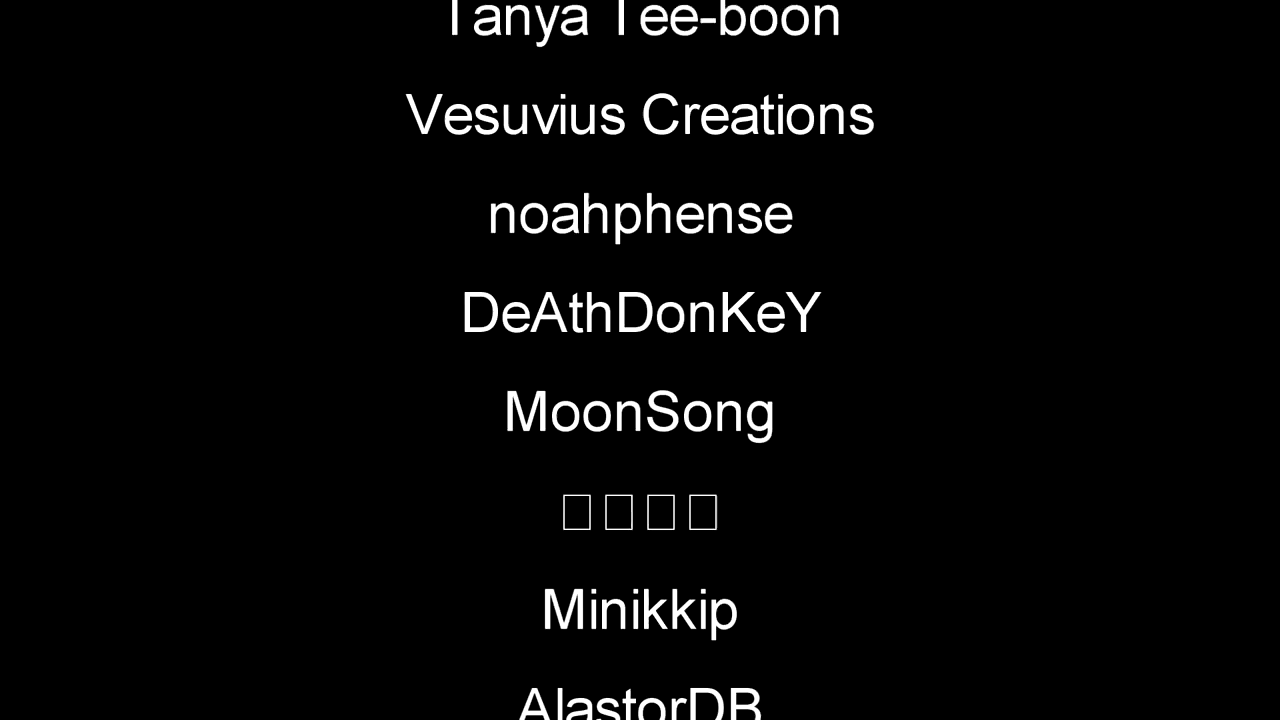 Tanya Tee-boon
Vesuvius Creations
noahphense
DeAthDonKeY
MoonSong
Minikkip
AlastorDB